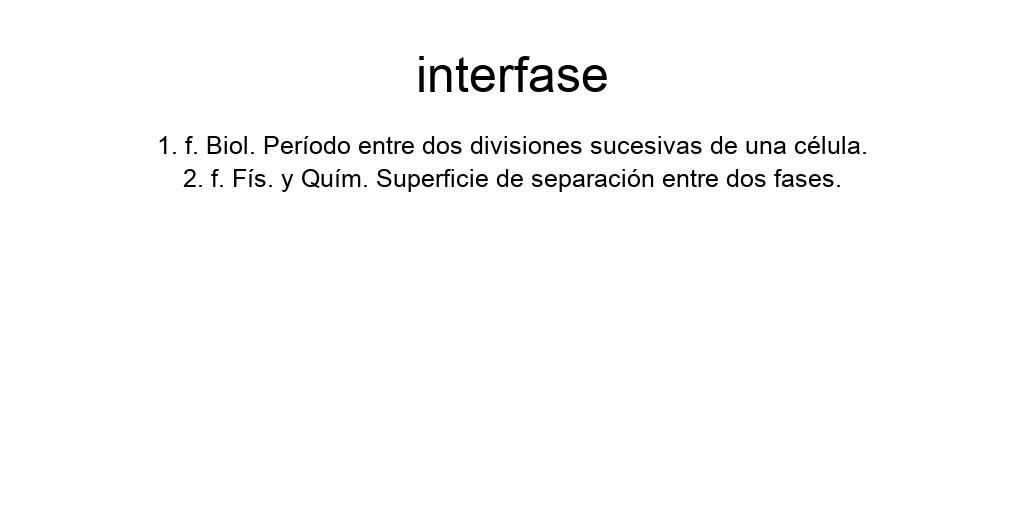 interfase
1. f. Biol. Período entre dos divisiones sucesivas de una célula.
2. f. Fís. y Quím. Superficie de separación entre dos fases.